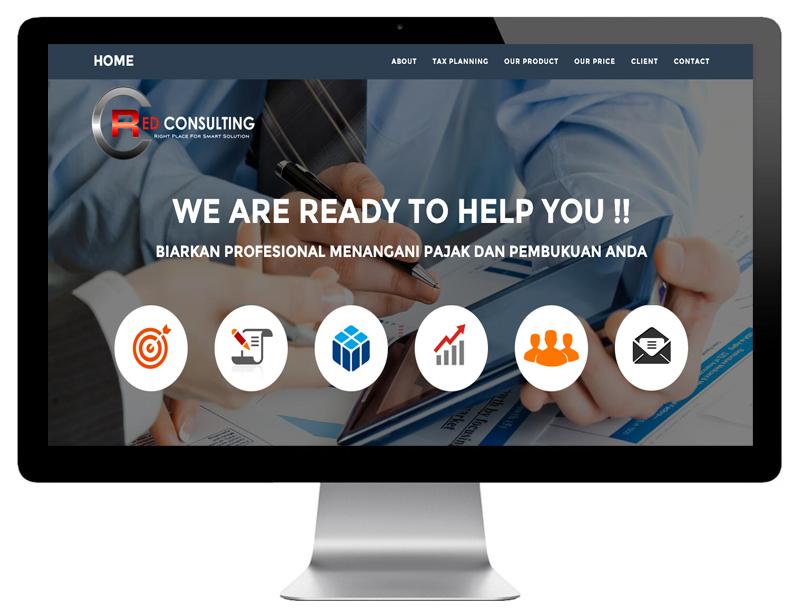 HOME
ABOUT TAX PLANNING OUR PRODUCT OUR PRICE CLIENT CONTACT
RED CONSULTING
RIGHT PLACE FOR SMART SOLUTION
WE ARE READY TO HELP YOU !!
BIARKAN PROFESIONAL MENANGANI PAJAK DAN PEMBUKUAN ANDA